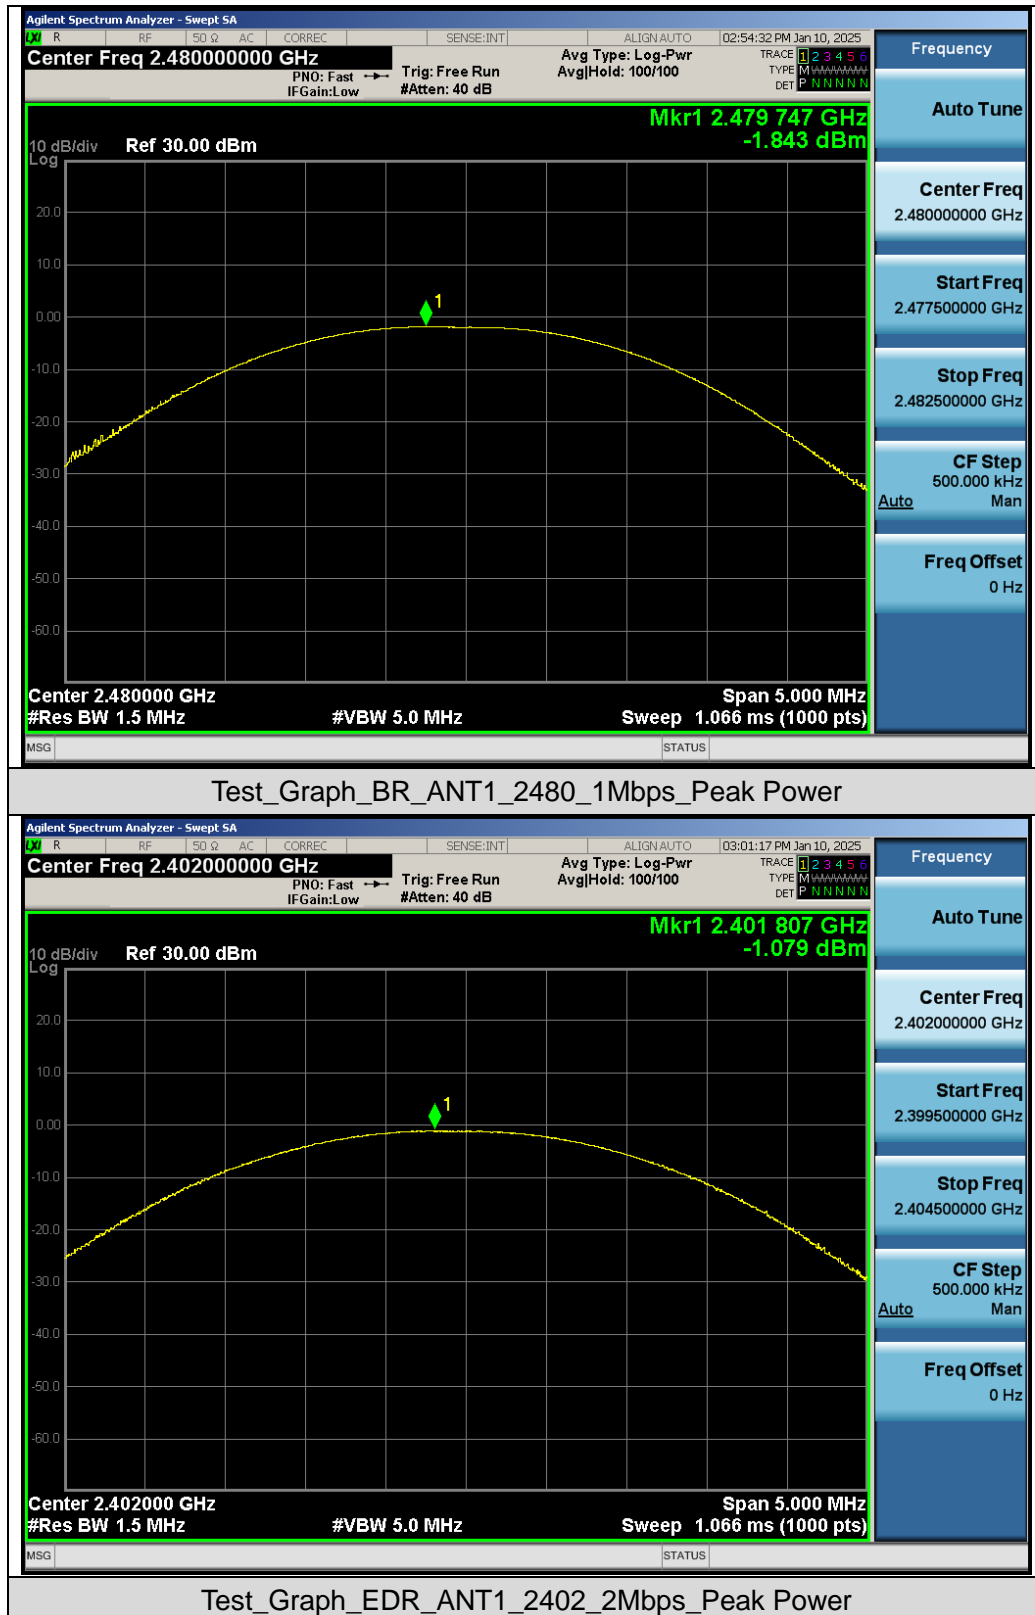 Agilent Spectrum Analyzer - Swept SA
LXI R RF 50 Ω AC CORREC SENSE:INT ALIGN AUTO 02:54:32 PM Jan 10, 2025
Center Freq 2.480000000 GHz
PNO: Fast
IFGain:Low
Trig: Free Run
#Atten: 40 dB
Avg Type: Log-Pwr
Avg|Hold: 100/100
TRACE 1 2 3 4 5 6
TYPE M
DET P N N N N N
Mkr1 2.479 747 GHz
-1.843 dBm
10 dB/div Ref 30.00 dBm
Log
20.0
10.0
0.00
-10.0
-20.0
-30.0
-40.0
-50.0
-60.0
1
Center 2.480000 GHz Span 5.000 MHz
#Res BW 1.5 MHz #VBW 5.0 MHz Sweep 1.066 ms (1000 pts)
MSG STATUS
Frequency
Auto Tune
Center Freq
2.480000000 GHz
Start Freq
2.477500000 GHz
Stop Freq
2.482500000 GHz
CF Step
500.000 kHz
Auto Man
Freq Offset
0 Hz
Test_Graph_BR_ANT1_2480_1Mbps_Peak Power
Agilent Spectrum Analyzer - Swept SA
LXI R RF 50 Ω AC CORREC SENSE:INT ALIGN AUTO 03:01:17 PM Jan 10, 2025
Center Freq 2.402000000 GHz
PNO: Fast
IFGain:Low
Trig: Free Run
#Atten: 40 dB
Avg Type: Log-Pwr
Avg|Hold: 100/100
TRACE 1 2 3 4 5 6
TYPE M
DET P N N N N N
Mkr1 2.401 807 GHz
-1.079 dBm
10 dB/div Ref 30.00 dBm
Log
20.0
10.0
0.00
-10.0
-20.0
-30.0
-40.0
-50.0
-60.0
1
Center 2.402000 GHz Span 5.000 MHz
#Res BW 1.5 MHz #VBW 5.0 MHz Sweep 1.066 ms (1000 pts)
MSG STATUS
Frequency
Auto Tune
Center Freq
2.402000000 GHz
Start Freq
2.399500000 GHz
Stop Freq
2.404500000 GHz
CF Step
500.000 kHz
Auto Man
Freq Offset
0 Hz
Test_Graph_EDR_ANT1_2402_2Mbps_Peak Power